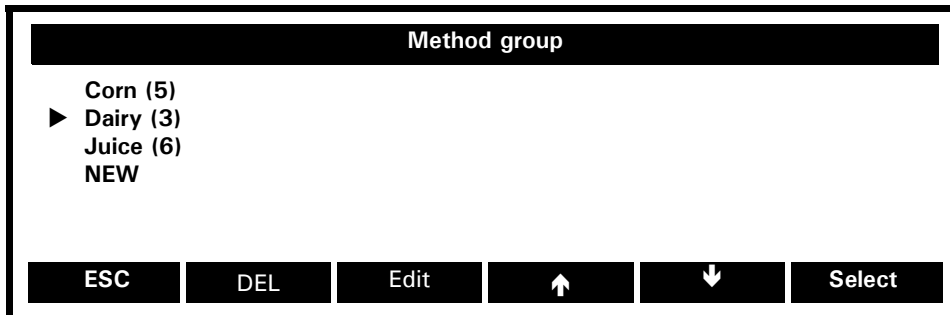 Method group
Corn (5)
▶ Dairy (3)
Juice (6)
NEW
ESC DEL Edit ↑ ↓ Select